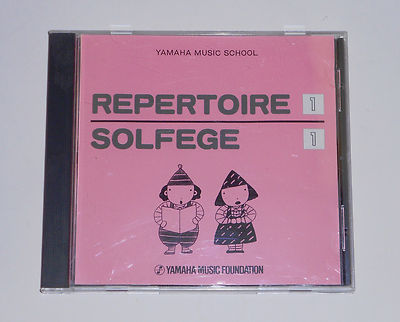 YAMAHA MUSIC SCHOOL
REPERTOIRE 1
SOLFEGE 1
YAMAHA MUSIC FOUNDATION